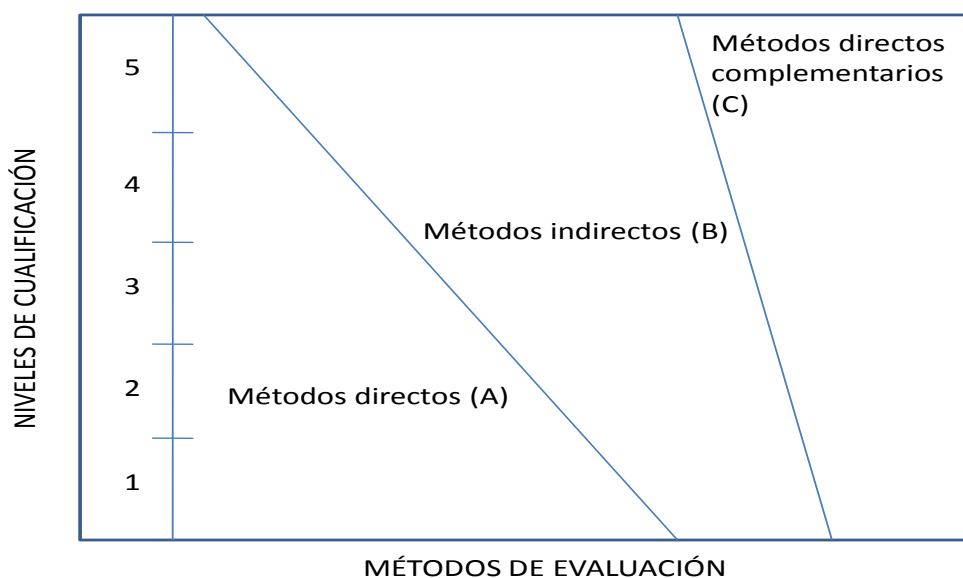 NIVELES DE CUALIFICACIÓN
5
4
3
2
1
Métodos directos
complementarios
(C)
Métodos indirectos (B)
Métodos directos (A)
MÉTODOS DE EVALUACIÓN